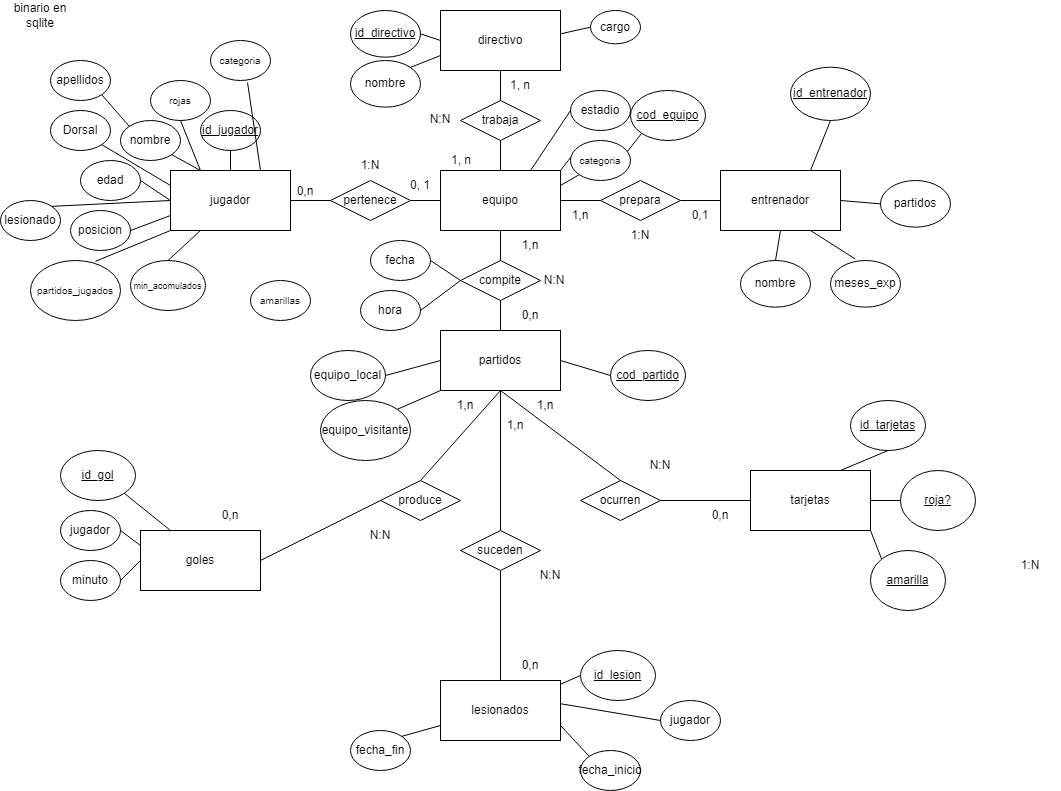 binario en
sqlite
id_directivo
directivo
cargo
nombre
1, n
N:N
trabaja
1, n
categoria
apellidos
rojas
Dorsal
nombre
id_jugador
edad
lesionado
posicion
partidos_jugados
min_acomulados
amarillas
jugador
0,n
1:N
pertenece
0, 1
equipo
estadio
cod_equipo
categoria
1,n
prepara
1:N
0,1
entrenador
id_entrenador
partidos
nombre
meses_exp
1,n
fecha
compite
N:N
hora
0,n
partidos
equipo_local
equipo_visitante
cod_partido
1,n
1,n
1,n
id_gol
jugador
minuto
goles
0,n
produce
N:N
suceden
N:N
N:N
ocurren
0,n
tarjetas
id_tarjetas
roja?
amarilla
1:N
0,n
lesionados
id_lesion
jugador
fecha_fin
fecha_inicio